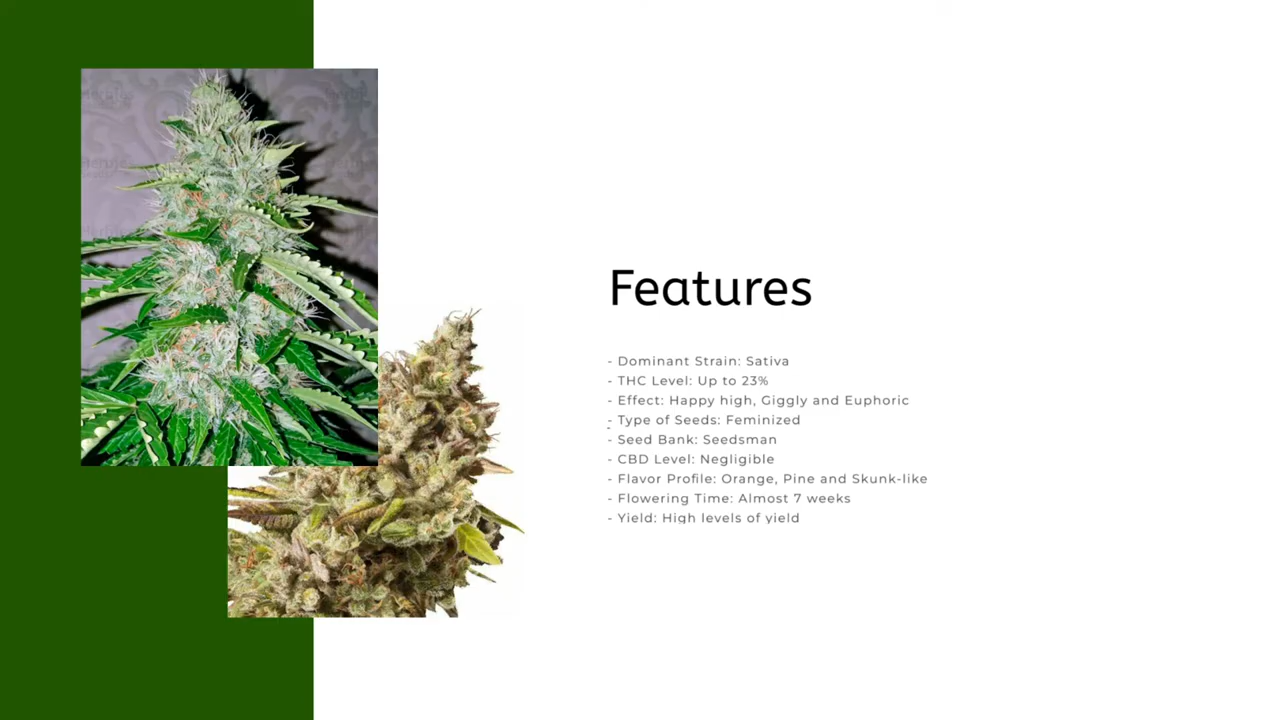 Features
- Dominant Strain: Sativa
- THC Level: Up to 23%
- Effect: Happy high, Giggly and Euphoric
- Type of Seeds: Feminized
- Seed Bank: Seedsman
- CBD Level: Negligible
- Flavor Profile: Orange, Pine and Skunk-like
- Flowering Time: Almost 7 weeks
- Yield: High levels of yield